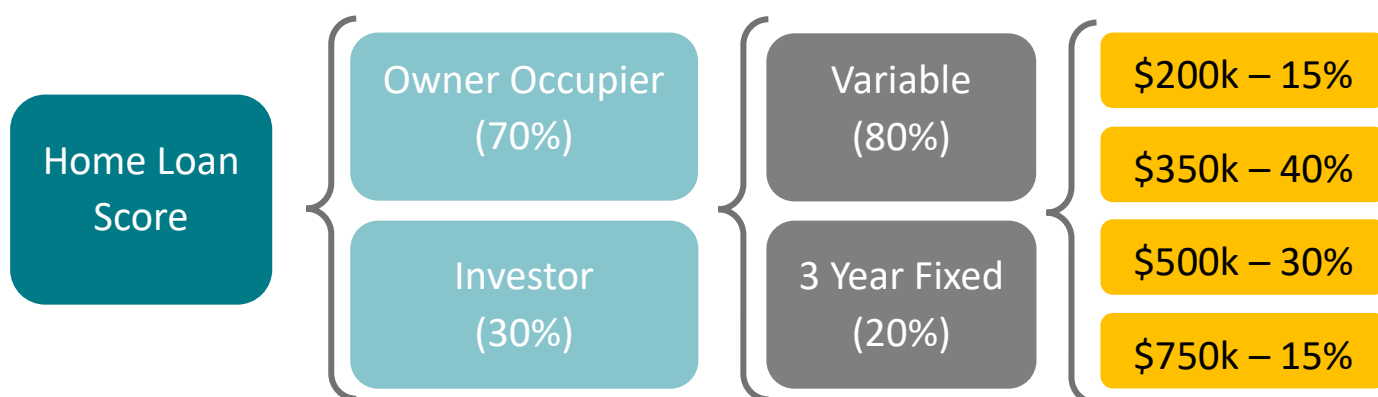 Home Loan
Score
Owner Occupier
(70%)
Investor
(30%)
Variable
(80%)
3 Year Fixed
(20%)
$200k – 15%
$350k – 40%
$500k – 30%
$750k – 15%